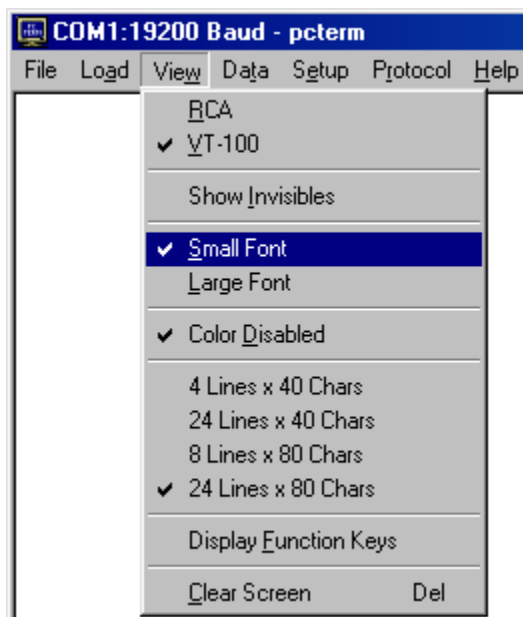 COM1:19200 Baud - pcterm
File Load View Data Setup Protocol Help
RCA
VT-100
Show Invisibles
Small Font
Large Font
Color Disabled
4 Lines x 40 Chars
24 Lines x 40 Chars
8 Lines x 80 Chars
24 Lines x 80 Chars
Display Function Keys
Clear Screen Del